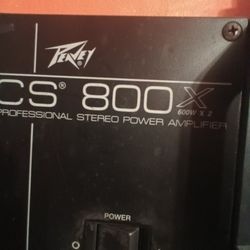 PEAVEY
CS® 800X
600W X 2
PROFESSIONAL STEREO POWER AMPLIFIER
POWER
O